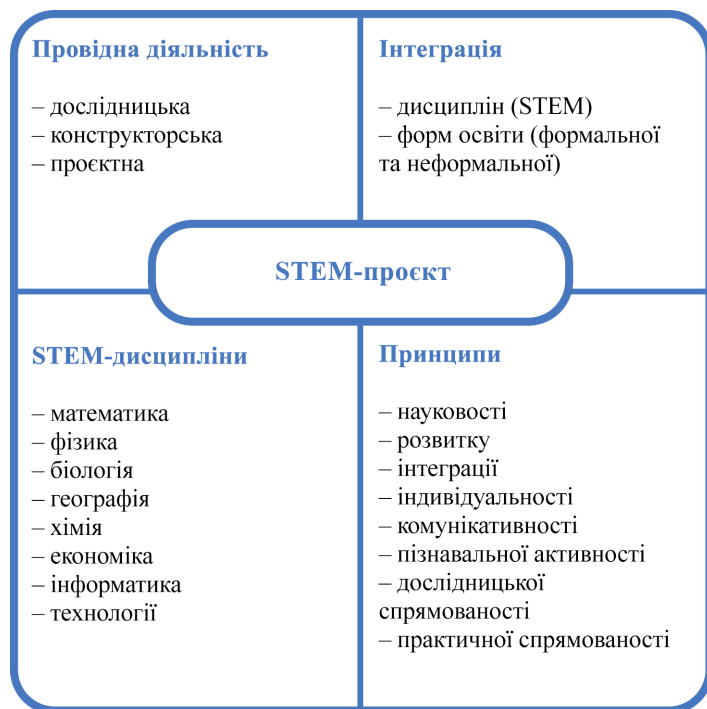 Провідна діяльність
– дослідницька
– конструкторська
– проєктна
Інтеграція
– дисциплін (STEM)
– форм освіти (формальної
та неформальної)
STEM-проєкт
STEM-дисципліни
– математика
– фізика
– біологія
– географія
– хімія
– економіка
– інформатика
– технології
Принципи
– науковості
– розвитку
– інтеграції
– індивідуальності
– комунікативності
– пізнавальної активності
– дослідницької
спрямованості
– практичної спрямованості